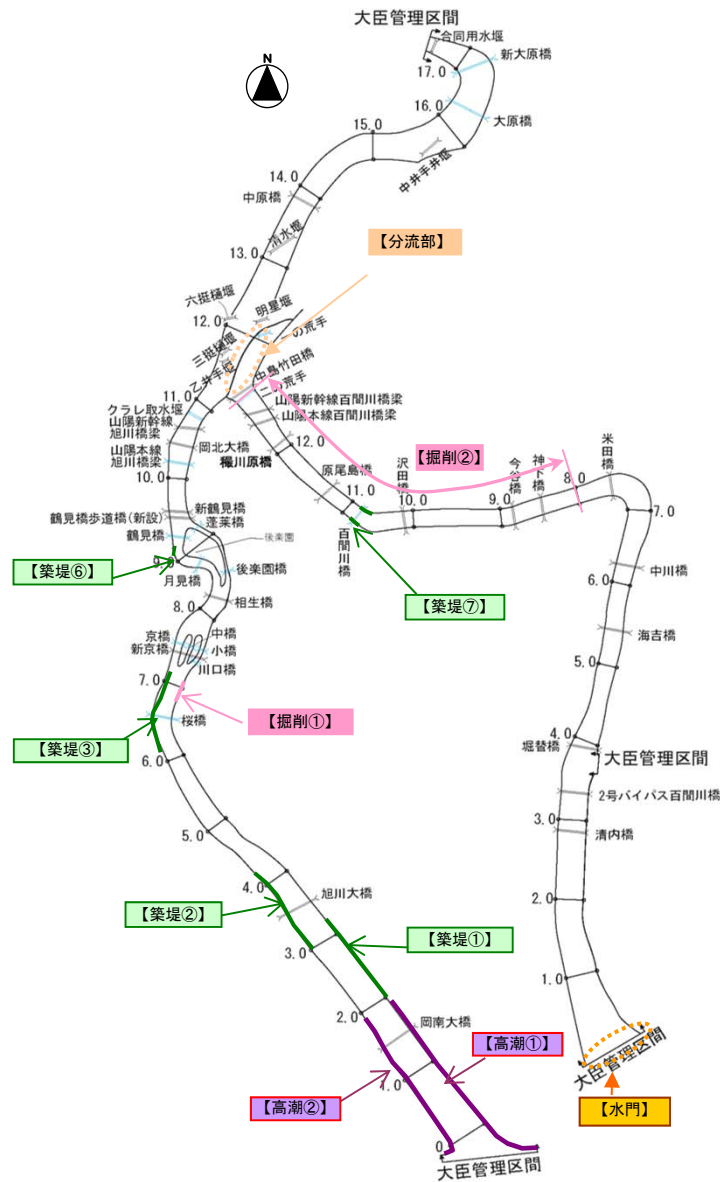 大臣管理区間
合同用水堰
N
新大原橋
17.0
16.0
大原橋
15.0
中井手井堰
14.0
中原橋
清水堰
【分流部】
13.0
六挺樋堰
明星堰
12.0
一の荒手
三挺樋堰
乙井手堰
中島竹田橋
二の荒手
11.0
山陽新幹線百間川橋梁
クラレ取水堰
山陽本線百間川橋梁
山陽新幹線
旭川橋梁
12.0
米田橋
岡北大橋
【掘削②】
山陽本線
旭川橋梁
穝川原橋
沢田橋
今谷橋
神下橋
10.0
原尾島橋
8.0
11.0
10.0
9.0
7.0
新鶴見橋
鶴見橋歩道橋(新設)
蓬莱橋
鶴見橋
後楽園
百間川橋
9.0
【築堤⑥】
月見橋
後楽園橋
中川橋
6.0
相生橋
【築堤⑦】
8.0
京橋
中橋
海吉橋
新京橋
小橋
川口橋
5.0
7.0
【掘削①】
桜橋
4.0
【築堤③】
堀替橋
大臣管理区間
6.0
2号バイパス百間川橋
3.0
5.0
清内橋
4.0
旭川大橋
2.0
【築堤②】
【築堤①】
3.0
1.0
2.0
岡南大橋
【高潮①】
大臣管理区間
1.0
【高潮②】
【水門】
0
大臣管理区間